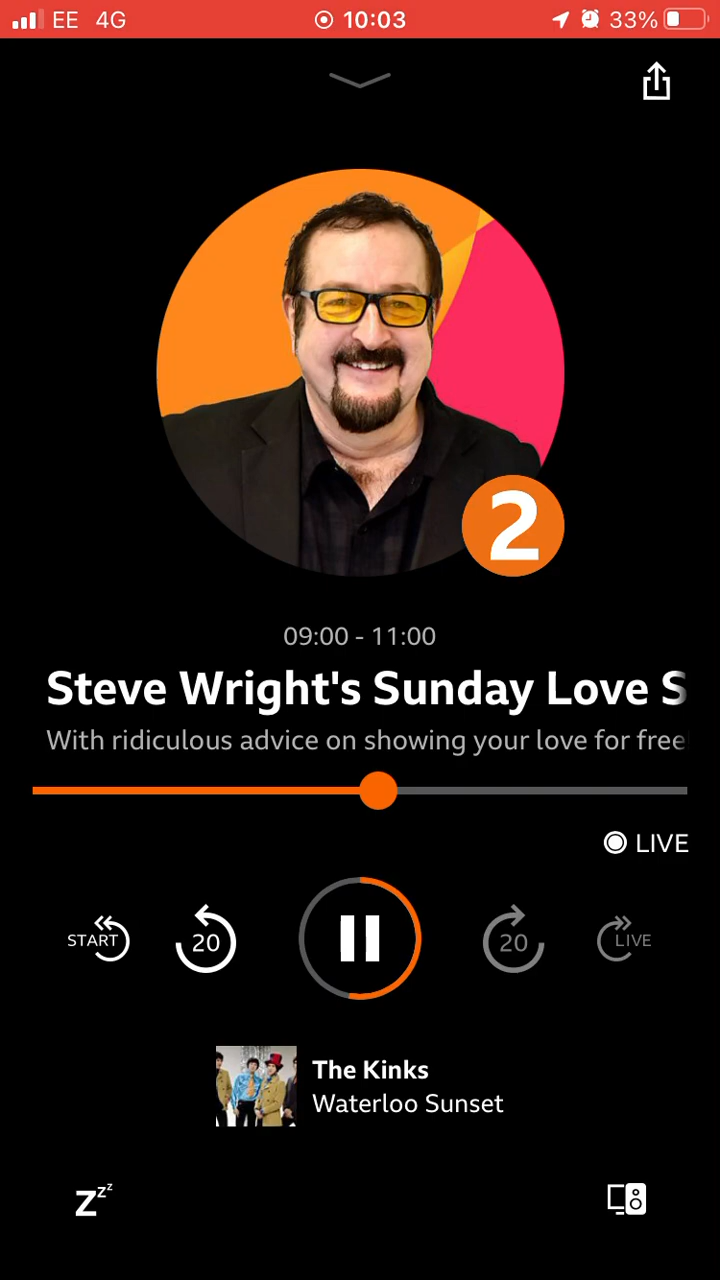 EE 4G 10:03 33%
2
09:00 - 11:00
Steve Wright's Sunday Love S
With ridiculous advice on showing your love for free
LIVE
START 20 20 LIVE
The Kinks
Waterloo Sunset
Zzz